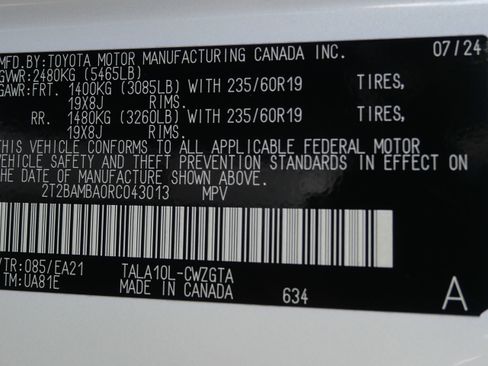 MFD.BY:TOYOTA MOTOR MANUFACTURING CANADA INC. 07/24
GVWR:2480KG (5465LB)
GAWR:FRT. 1400KG (3085LB) WITH 235/60R19 TIRES,
19X8J RIMS.
RR. 1480KG (3260LB) WITH 235/60R19 TIRES,
19X8J RIMS.
THIS VEHICLE CONFORMS TO ALL APPLICABLE FEDERAL MOTOR
VEHICLE SAFETY AND THEFT PREVENTION STANDARDS IN EFFECT ON
THE DATE OF MANUFACTURE SHOWN ABOVE.
2T2BAMBA0RC043013 MPV
/TR:085/EA21 TALA10L-CWZGTA
TM:UA81E MADE IN CANADA 634 A